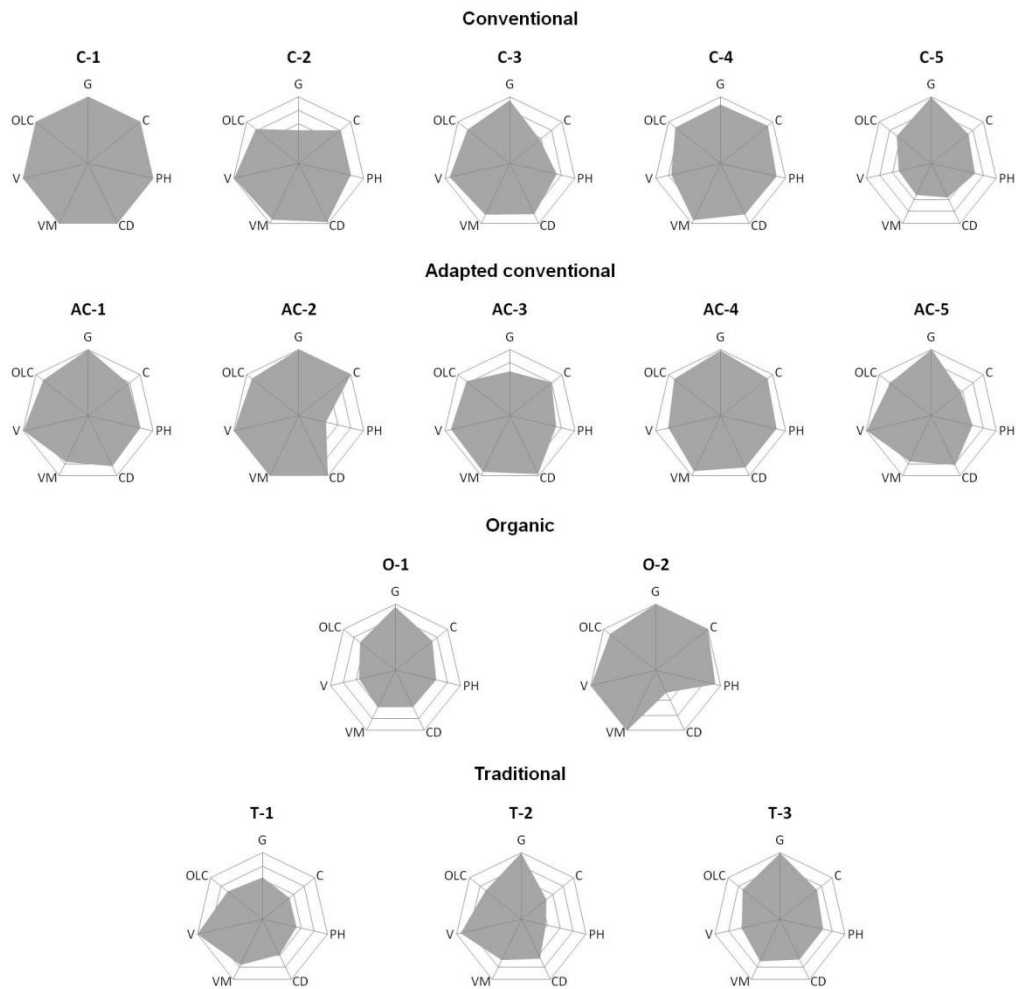 Conventional
C-1 C-2 C-3 C-4 C-5
G G G G G
OLC C OLC C OLC C OLC C OLC C
V PH V PH V PH V PH V PH
VM CD VM CD VM CD VM CD VM CD
Adapted conventional
AC-1 AC-2 AC-3 AC-4 AC-5
G G G G G
OLC C OLC C OLC C OLC C OLC C
V PH V PH V PH V PH V PH
VM CD VM CD VM CD VM CD VM CD
Organic
O-1 O-2
G G
OLC C OLC C
V PH V PH
VM CD VM CD
Traditional
T-1 T-2 T-3
G G G
OLC C OLC C OLC C
V PH V PH V PH
VM CD VM CD VM CD